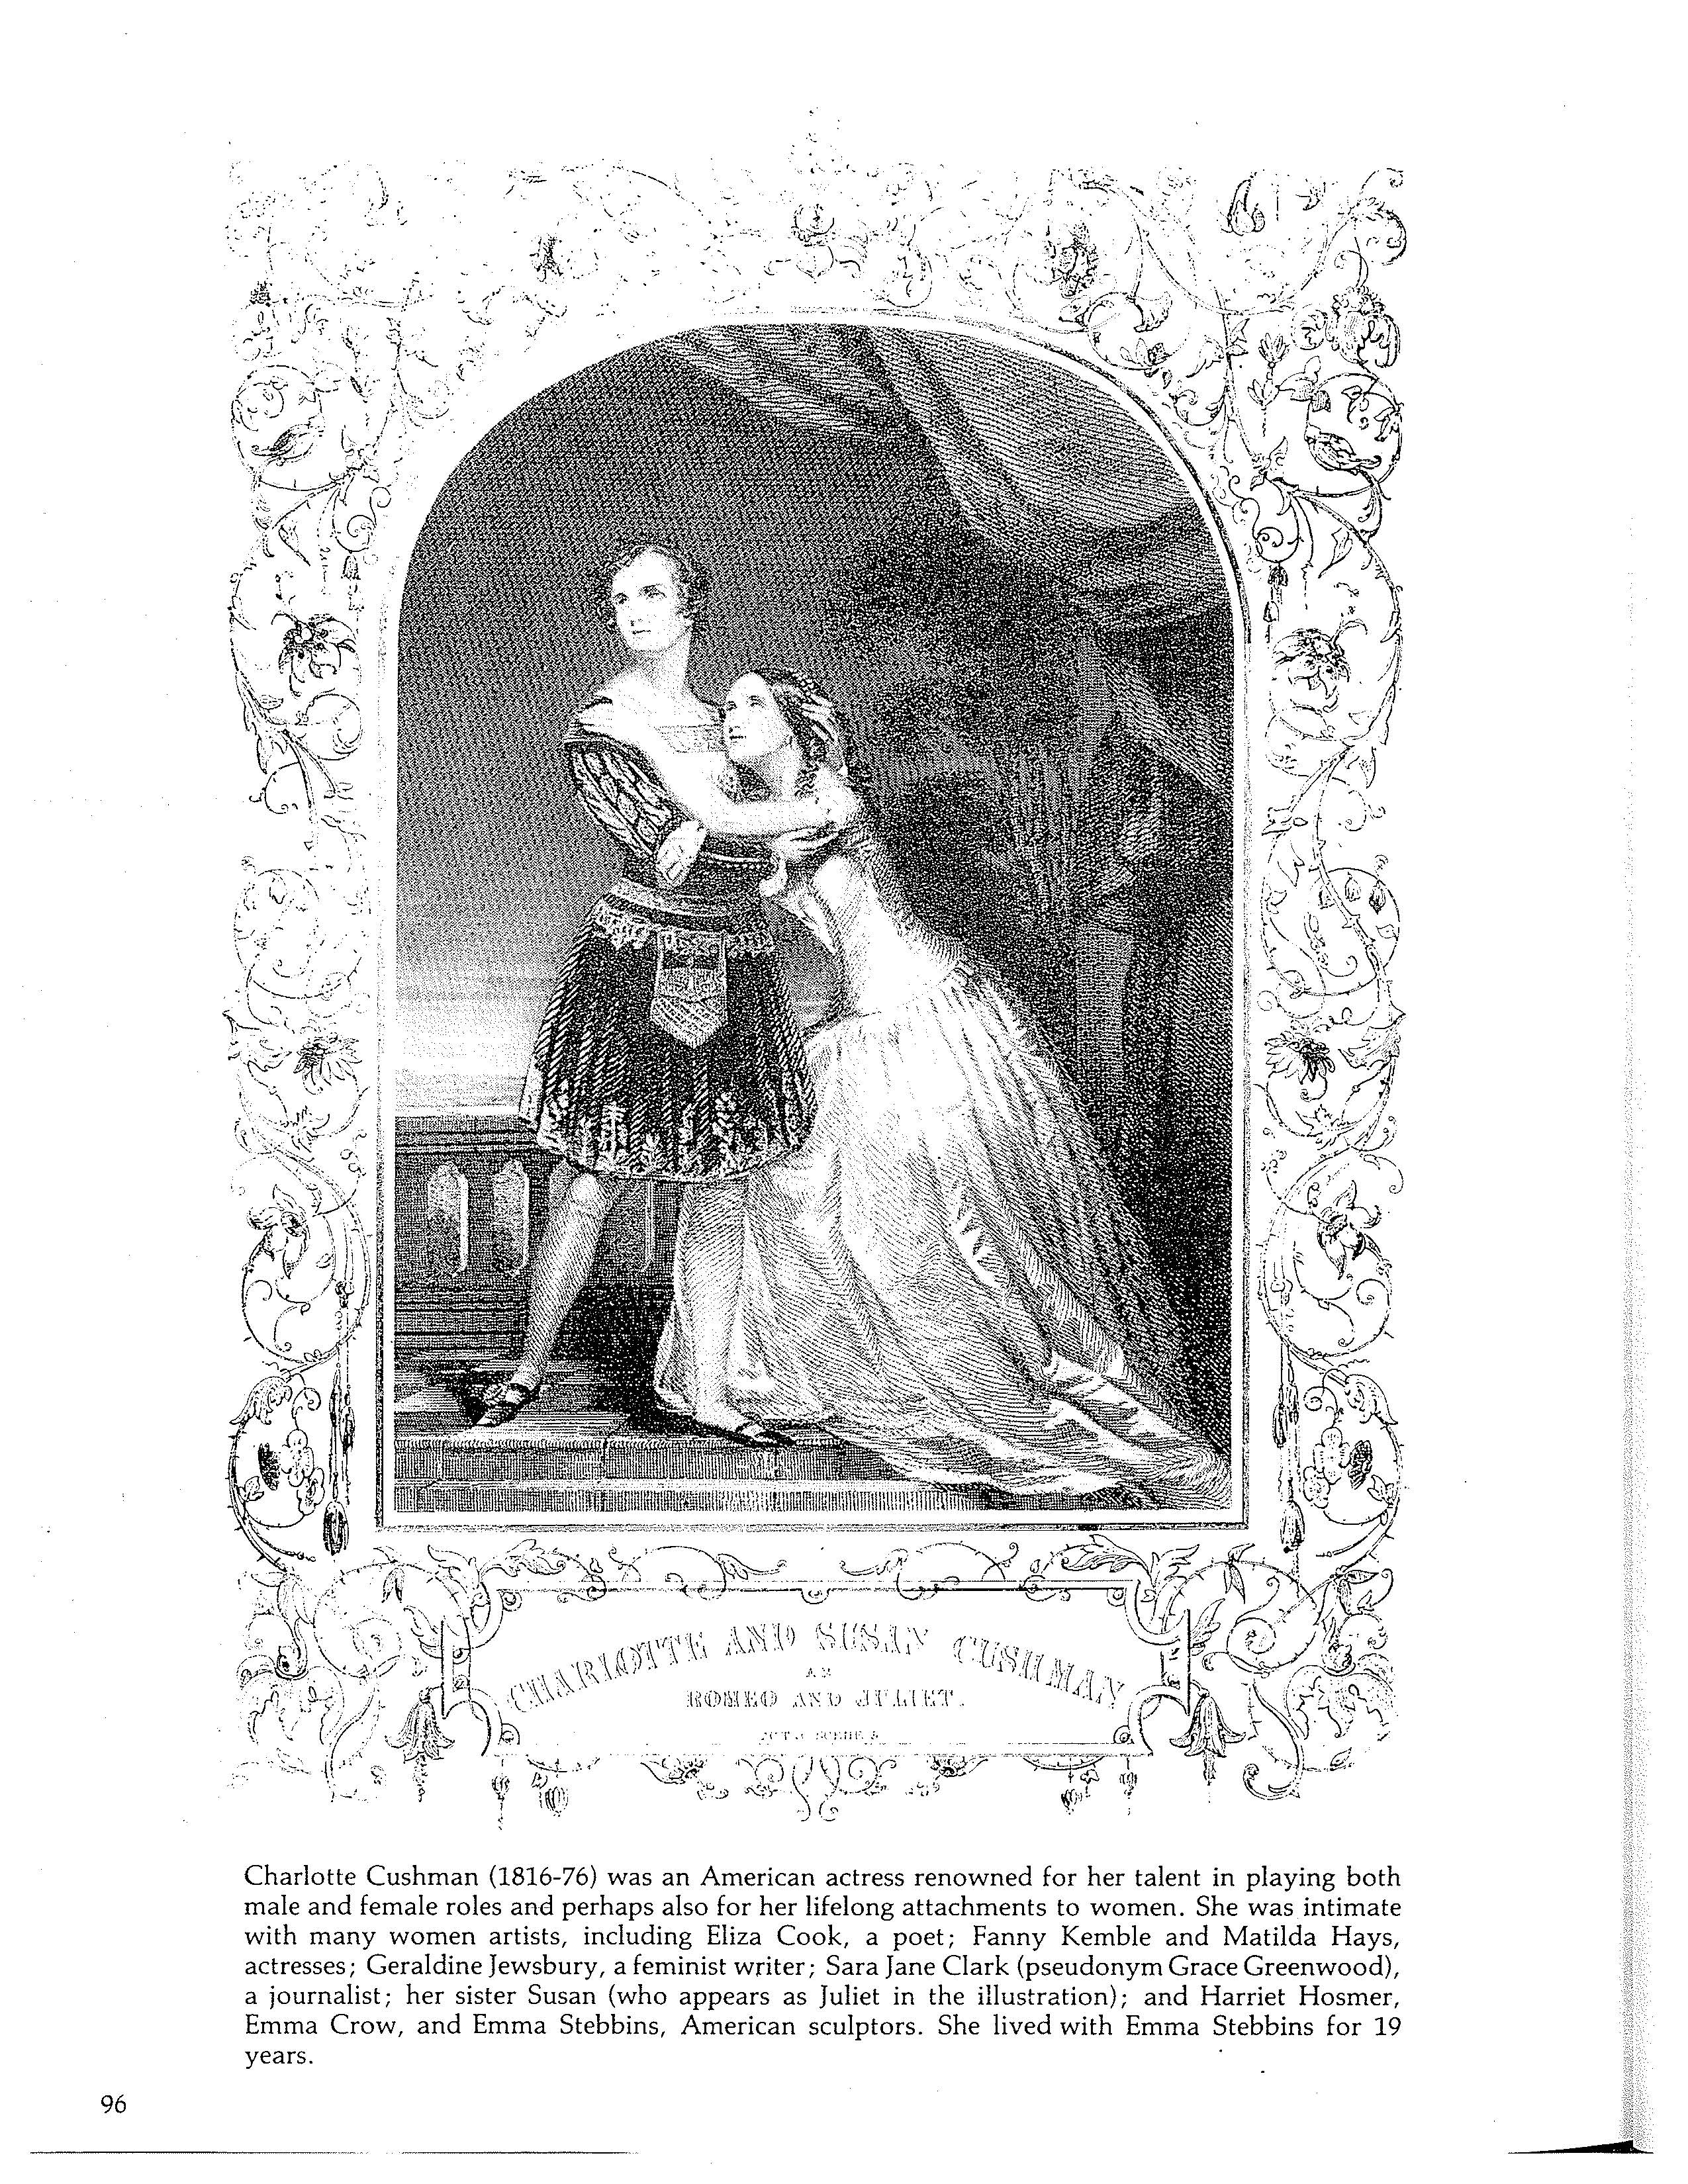 CHARLOTTE AND SUSAN CUSHMAN
AS
ROMEO AND JULIET.
ACT SCENE 5
Charlotte Cushman (1816-76) was an American actress renowned for her talent in playing both
male and female roles and perhaps also for her lifelong attachments to women. She was intimate
with many women artists, including Eliza Cook, a poet; Fanny Kemble and Matilda Hays,
actresses; Geraldine Jewsbury, a feminist writer; Sara Jane Clark (pseudonym Grace Greenwood),
a journalist; her sister Susan (who appears as Juliet in the illustration); and Harriet Hosmer,
Emma Crow, and Emma Stebbins, American sculptors. She lived with Emma Stebbins for 19
years.
96